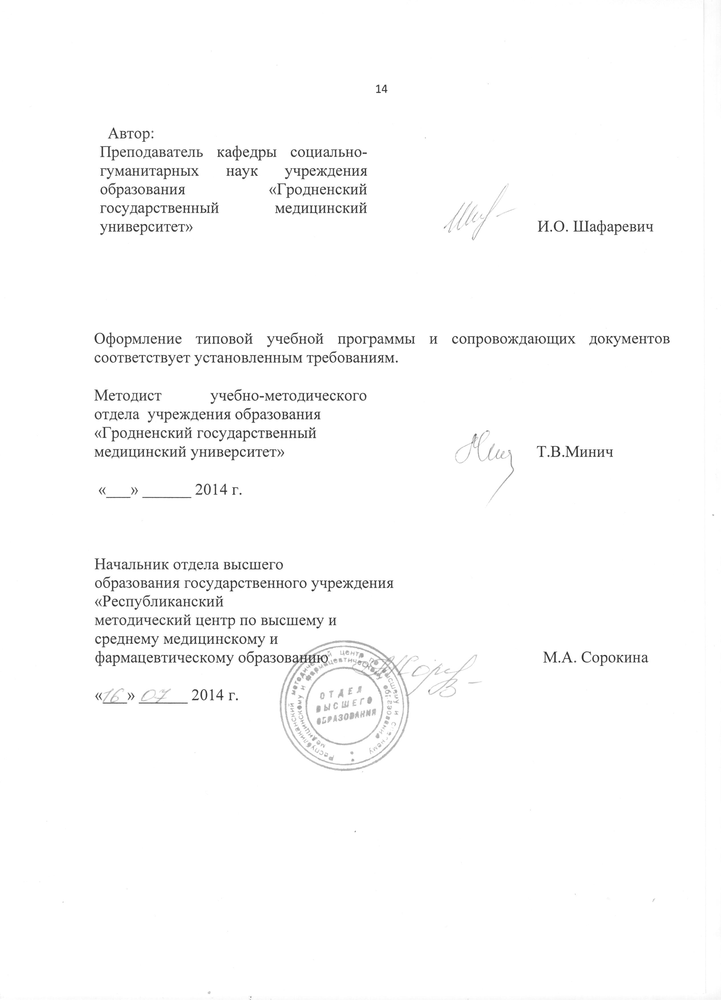 14
Автор:
Преподаватель кафедры социально-
гуманитарных наук учреждения
образования «Гродненский
государственный медицинский
университет» И.О. Шафаревич
Оформление типовой учебной программы и сопровождающих документов
соответствует установленным требованиям.
Методист учебно-методического
отдела учреждения образования
«Гродненский государственный
медицинский университет» Т.В.Минич
«___» ______ 2014 г.
Начальник отдела высшего
образования государственного учреждения
«Республиканский
методический центр по высшему и
среднему медицинскому и
фармацевтическому образованию М.А. Сорокина
«16» 07 2014 г.
Республиканский методический центр по высшему и среднему
медицинскому и фармацевтическому образованию
ОТДЕЛ
ВЫСШЕГО
ОБРАЗОВАНИЯ